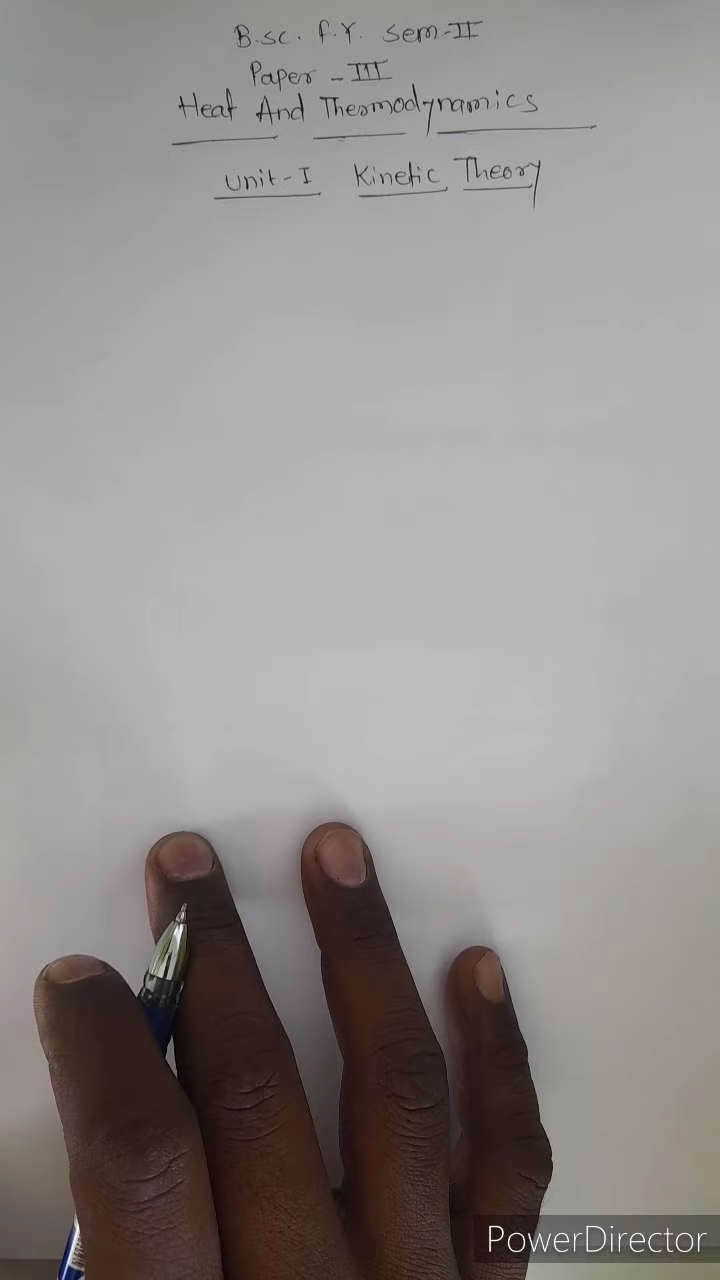 B.sc. F.Y. Sem-II
Paper - III
Heat And Thermodynamics
Unit-I Kinetic Theory
PowerDirector